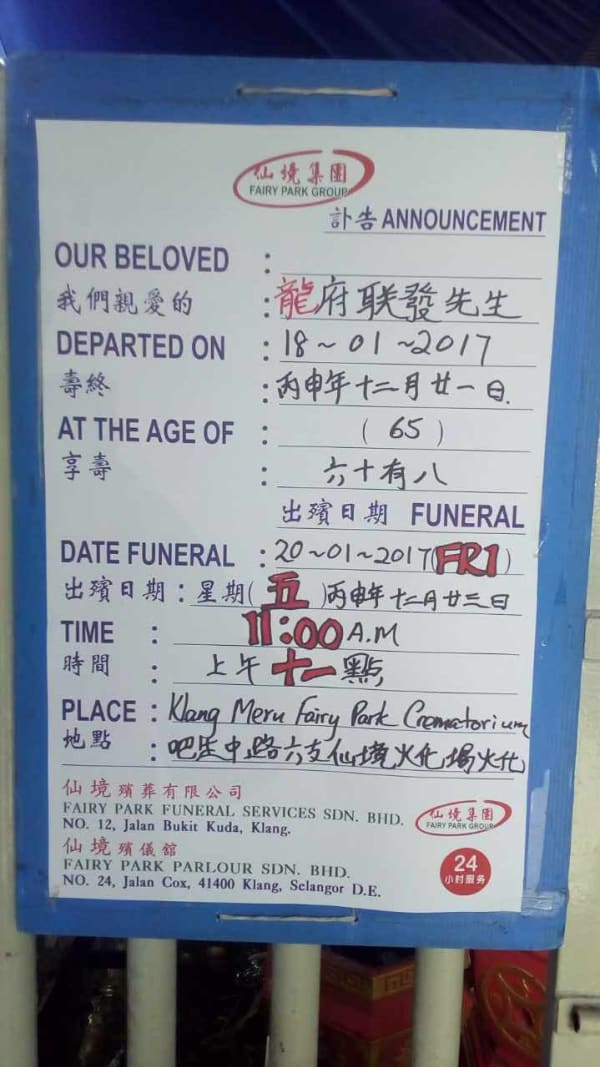 仙境集團
FAIRY PARK GROUP
訃告 ANNOUNCEMENT
OUR BELOVED :
我們親愛的 : 龍府联發先生
DEPARTED ON : 18~01~2017
壽終 : 丙申年十二月廿一日.
AT THE AGE OF : (65)
享壽 : 六十有八
出殯日期 FUNERAL
DATE FUNERAL : 20~01~2017(FRI)
出殯日期 : 星期(五)丙申年十二月廿三日
TIME : 11:00 A.M
時間 : 上午十一點
PLACE : Klang Meru Fairy Park Crematorium
地點 : 吧生中路六支仙境火化場火化
仙境殯葬有限公司
FAIRY PARK FUNERAL SERVICES SDN. BHD.
NO. 12, Jalan Bukit Kuda, Klang.
仙境殯儀館
FAIRY PARK PARLOUR SDN. BHD.
NO. 24, Jalan Cox, 41400 Klang, Selangor D.E.
仙境集團
FAIRY PARK GROUP
24
小时服务